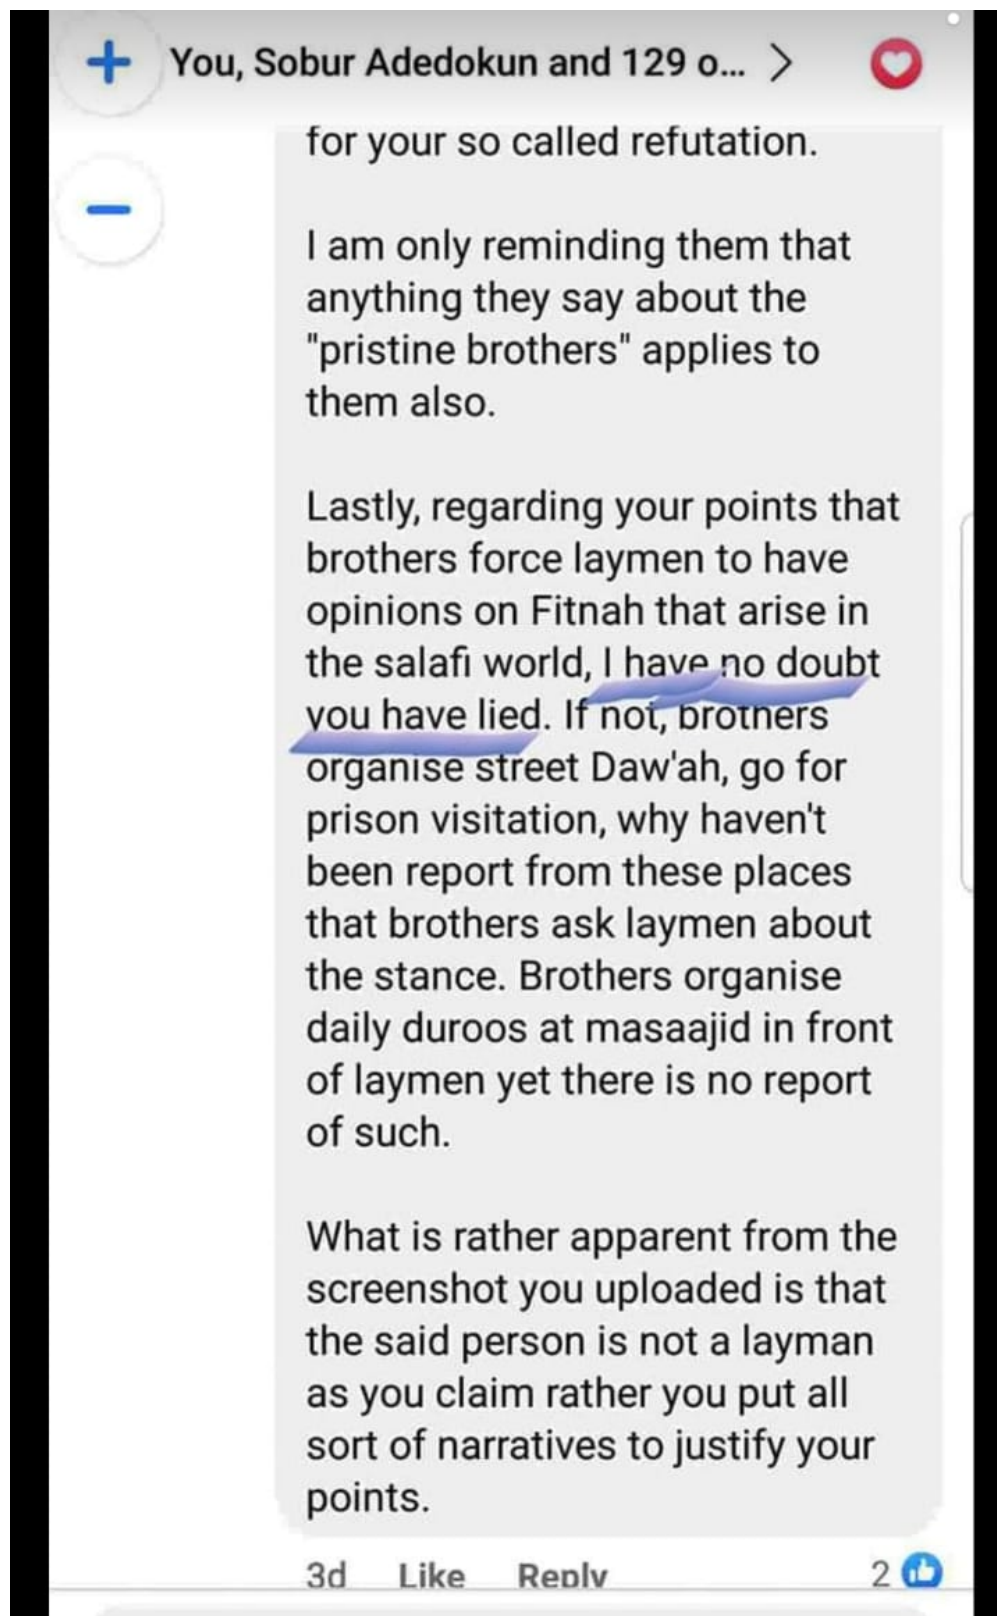 You, Sobur Adedokun and 129 o...
for your so called refutation.
I am only reminding them that
anything they say about the
"pristine brothers" applies to
them also.
Lastly, regarding your points that
brothers force laymen to have
opinions on Fitnah that arise in
the salafi world, I have no doubt
you have lied. If not, brothers
organise street Daw'ah, go for
prison visitation, why haven't
been report from these places
that brothers ask laymen about
the stance. Brothers organise
daily duroos at masaajid in front
of laymen yet there is no report
of such.
What is rather apparent from the
screenshot you uploaded is that
the said person is not a layman
as you claim rather you put all
sort of narratives to justify your
points.
3d Like Reply 2